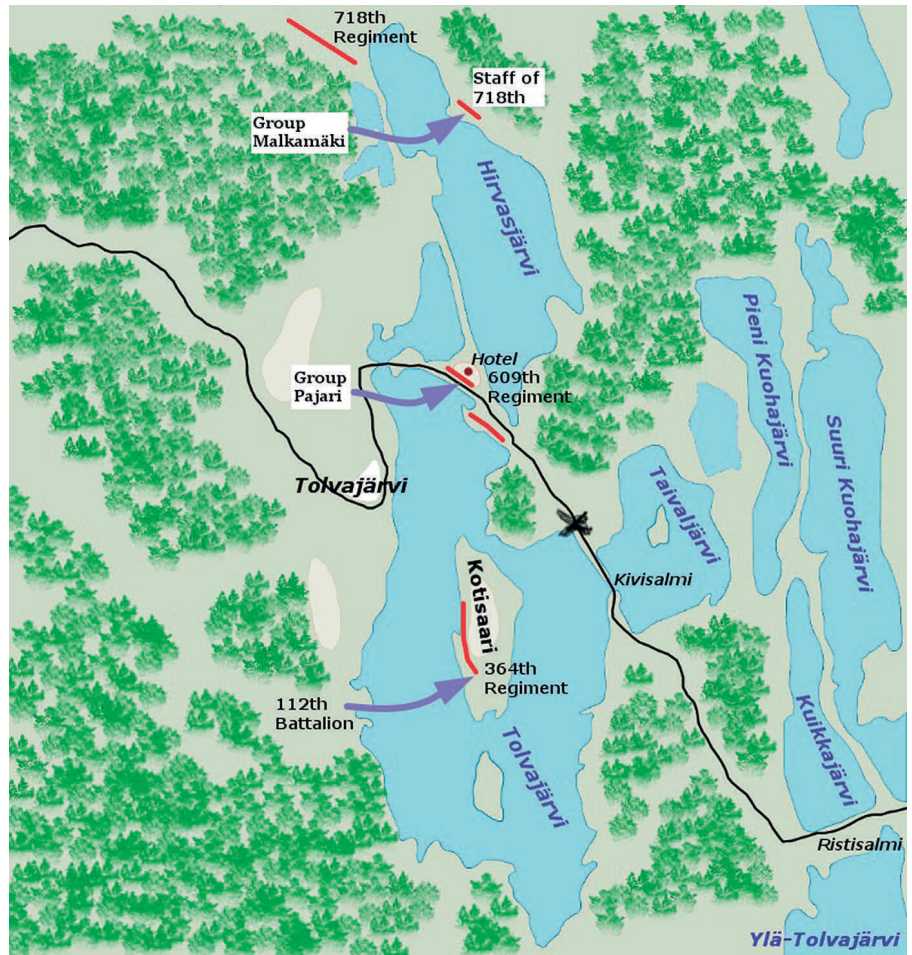 718th
Regiment
Staff of
718th
Group
Malkamäki
Hirvasjärvi
Pieni Kuohajärvi
Suuri Kuohajärvi
Hotel
609th
Regiment
Group
Pajari
Tolvajärvi
Taivaljärvi
Kivisalmi
Kotisaari
364th
Regiment
112th
Battalion
Tolvajärvi
Kuikkajärvi
Ristisalmi
Ylä-Tolvajärvi